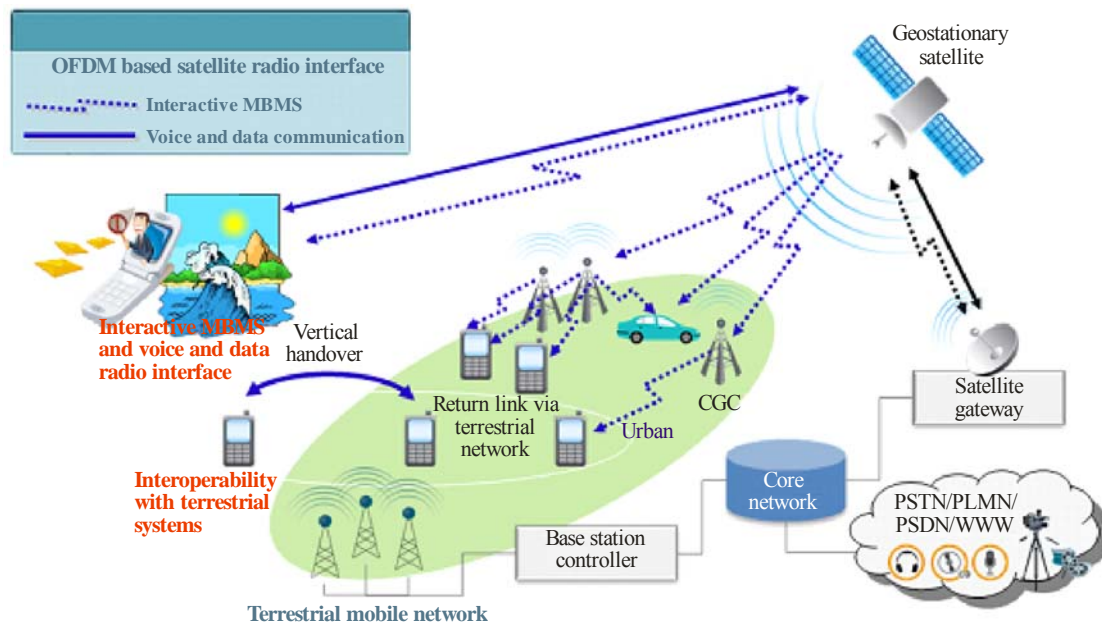 OFDM based satellite radio interface
Interactive MBMS
Voice and data communication
Geostationary
satellite
Interactive MBMS
and voice and data
radio interface
Vertical
handover
Return link via
terrestrial
network
Urban
CGC
Satellite
gateway
Interoperability
with terrestrial
systems
Core
network
PSTN/PLMN/
PSDN/WWW
Base station
controller
Terrestrial mobile network